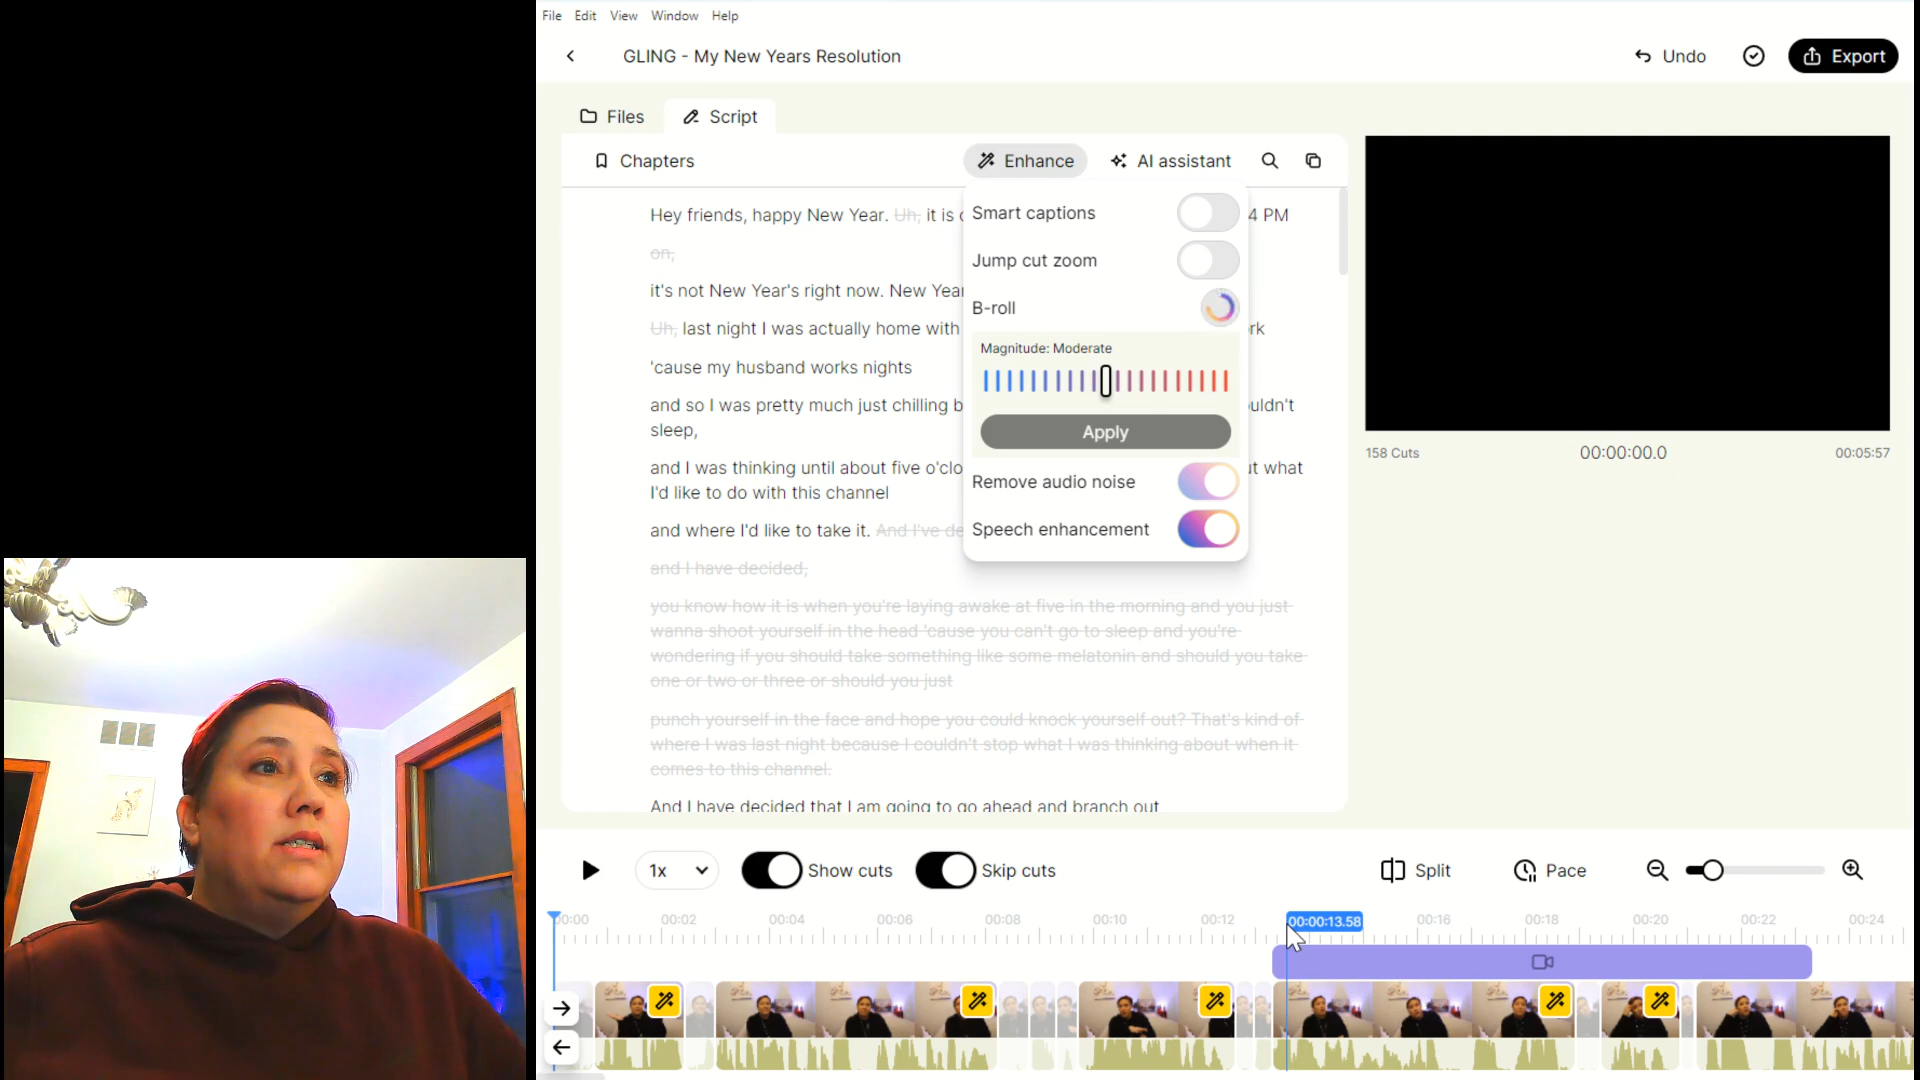 File Edit View Window Help
GLING - My New Years Resolution
Undo
Export
Files
Script
Chapters
Enhance
AI assistant
Hey friends, happy New Year. Uh, it is
4 PM
on,
it's not New Year's right now. New Year
Uh, last night I was actually home with
rk
'cause my husband works nights
and so I was pretty much just chilling
uldn't
sleep,
and I was thinking until about five o'clo
t what
I'd like to do with this channel
and where I'd like to take it. And I've de
and I have decided,
you know how it is when you're laying awake at five in the morning and you just
wanna shoot yourself in the head 'cause you can't go to sleep and you're
wondering if you should take something like some melatonin and should you take
one or two or three or should you just
punch yourself in the face and hope you could knock yourself out? That's kind of
where I was last night because I couldn't stop what I was thinking about when it
comes to this channel.
And I have decided that I am going to go ahead and branch out
Smart captions
Jump cut zoom
B-roll
Magnitude: Moderate
Apply
Remove audio noise
Speech enhancement
158 Cuts
00:00:00.0
00:05:57
1x
Show cuts
Skip cuts
Split
Pace
00:00 00:02 00:04 00:06 00:08 00:10 00:12 00:00:13.58 00:16 00:18 00:20 00:22 00:24